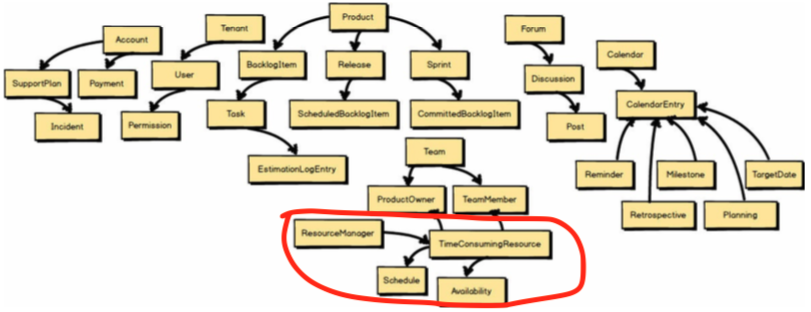 Product
Tenant
Account
Forum
Calendar
SupportPlan
Payment
User
BacklogItem
Release
Sprint
Discussion
CalendarEntry
Incident
Permission
Task
ScheduledBacklogItem
CommittedBacklogItem
Post
Team
EstimationLogEntry
Reminder
Milestone
TargetDate
ProductOwner
TeamMember
Retrospective
Planning
ResourceManager
TimeConsumingResource
Schedule
Availability